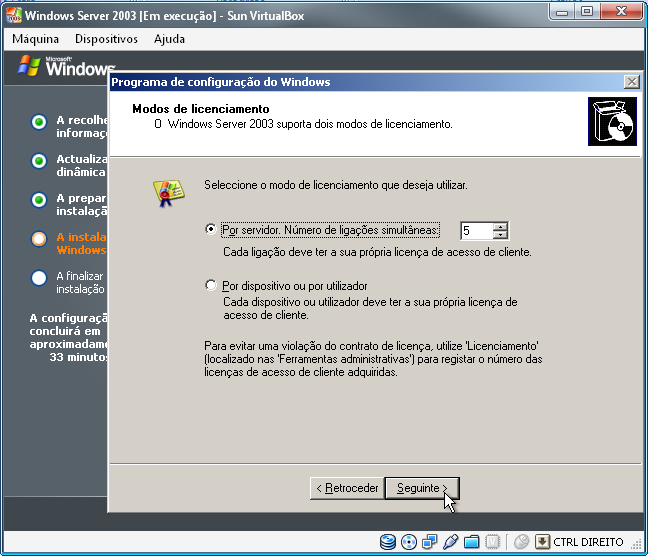 Windows Server 2003 [Em execução] - Sun VirtualBox
Máquina Dispositivos Ajuda
Microsoft
Windows
Programa de configuração do Windows
Modos de licenciamento
O Windows Server 2003 suporta dois modos de licenciamento.
A recolhe
informaç
Actualiza
dinâmica
A prepar
instalaçã
A instala
Windows
A finalizar
instalação
A configuraçã
concluirá em
aproximadame
33 minutos
Seleccione o modo de licenciamento que deseja utilizar.
Por servidor. Número de ligações simultâneas: 5
Cada ligação deve ter a sua própria licença de acesso de cliente.
Por dispositivo ou por utilizador
Cada dispositivo ou utilizador deve ter a sua própria licença de
acesso de cliente.
Para evitar uma violação do contrato de licença, utilize 'Licenciamento'
(localizado nas 'Ferramentas administrativas') para registar o número das
licenças de acesso de cliente adquiridas.
< Retroceder Seguinte >
CTRL DIREITO